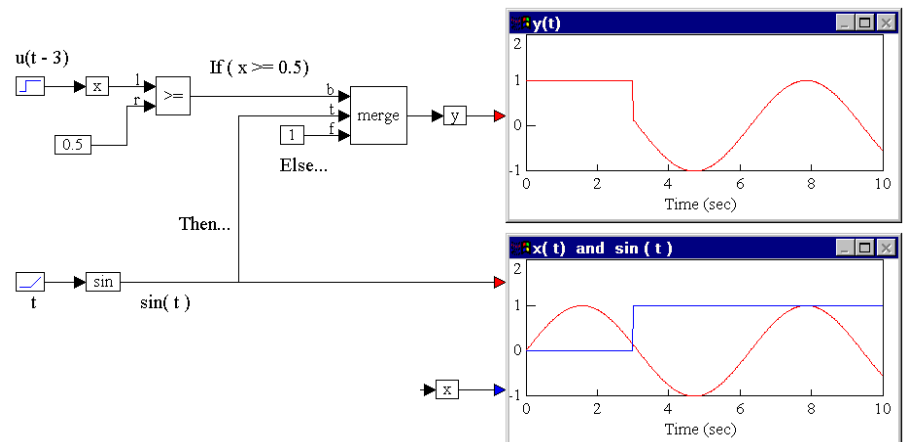 u(t - 3)
x
l
r
>=
0.5
If ( x >= 0.5)
b
t
f
merge
1
Else...
y
Then...
t
sin
sin( t )
x
y(t)
2
1
0
-1
0 2 4 6 8 10
Time (sec)
x( t) and sin ( t )
2
1
0
-1
0 2 4 6 8 10
Time (sec)